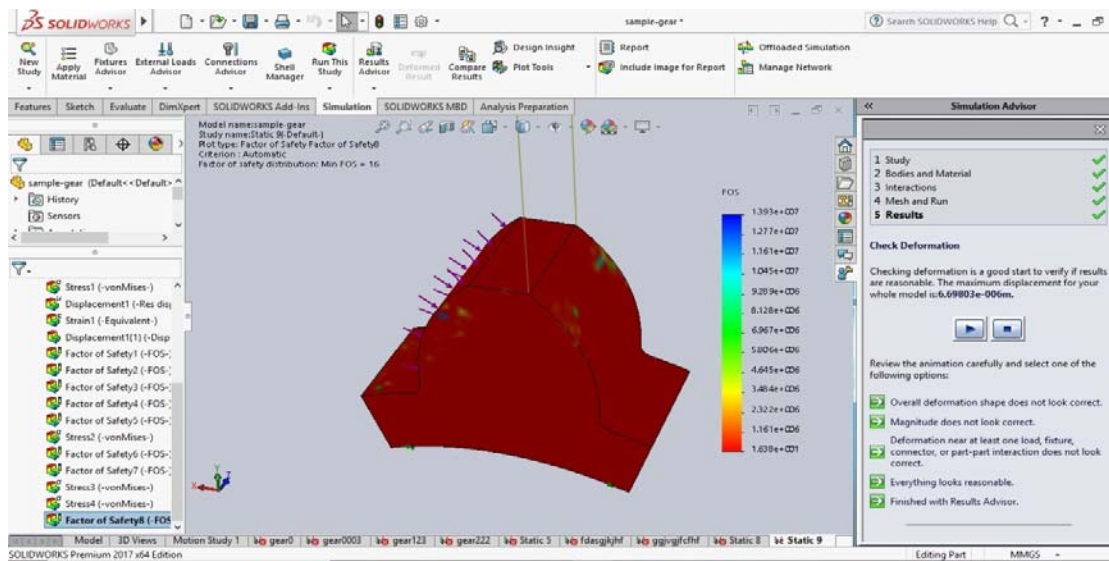 SOLIDWORKS
sample-gear *
Search SOLIDWORKS Help
New Study
Apply Material
Fixtures Advisor
External Loads Advisor
Connections Advisor
Shell Manager
Run This Study
Results Advisor
Deformed Result
Compare Results
Design Insight
Plot Tools
Report
Include Image for Report
Offloaded Simulation
Manage Network
Features Sketch Evaluate DimXpert SOLIDWORKS Add-Ins Simulation SOLIDWORKS MBD Analysis Preparation
Simulation Advisor
Model name:sample-gear
Study name:Static 9(-Default-)
Plot type: Factor of Safety Factor of Safety8
Criterion : Automatic
Factor of safety distribution: Min FOS = 16
sample-gear (Default<<Default>
History
Sensors
Stress1 (-vonMises-)
Displacement1 (-Res disp
Strain1 (-Equivalent-)
Displacement1(1) (-Disp
Factor of Safety1 (-FOS-
Factor of Safety2 (-FOS-
Factor of Safety3 (-FOS-
Factor of Safety4 (-FOS-
Factor of Safety5 (-FOS-
Stress2 (-vonMises-)
Factor of Safety6 (-FOS-
Factor of Safety7 (-FOS-
Stress3 (-vonMises-)
Stress4 (-vonMises-)
Factor of Safety8 (-FOS
FOS
1.393e+007
1.277e+007
1.161e+007
1.045e+007
9.289e+006
8.128e+006
6.967e+006
5.806e+006
4.645e+006
3.484e+006
2.322e+006
1.161e+006
1.638e+001
Y
X
Z
1 Study
2 Bodies and Material
3 Interactions
4 Mesh and Run
5 Results
Check Deformation
Checking deformation is a good start to verify if results
are reasonable. The maximum displacement for your
whole model is:6.69803e-006m.
Review the animation carefully and select one of the
following options:
Overall deformation shape does not look correct.
Magnitude does not look correct.
Deformation near at least one load, fixture,
connector, or part-part interaction does not look
correct.
Everything looks reasonable.
Finished with Results Advisor.
Model 3D Views Motion Study 1 gear0 gear0003 gear123 gear222 Static 5 Static 8 Static 9
SOLIDWORKS Premium 2017 x64 Edition
Editing Part MMGS